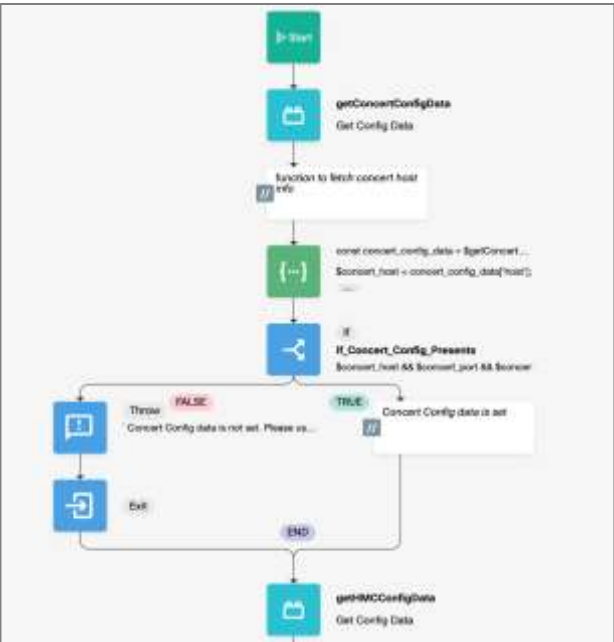 Start
getConcertConfigData
Get Config Data
function to fetch concert host
info
//
const concert_config_data = $getConcert...
{...}
$concert_host = concert_config_data['host'];
...
If
If_Concert_Config_Presents
$concert_host && $concert_port && $concer
FALSE
TRUE
Throw
Concert Config data is not set. Please us...
Concert Config data is set
//
Exit
END
getHMCConfigData
Get Config Data